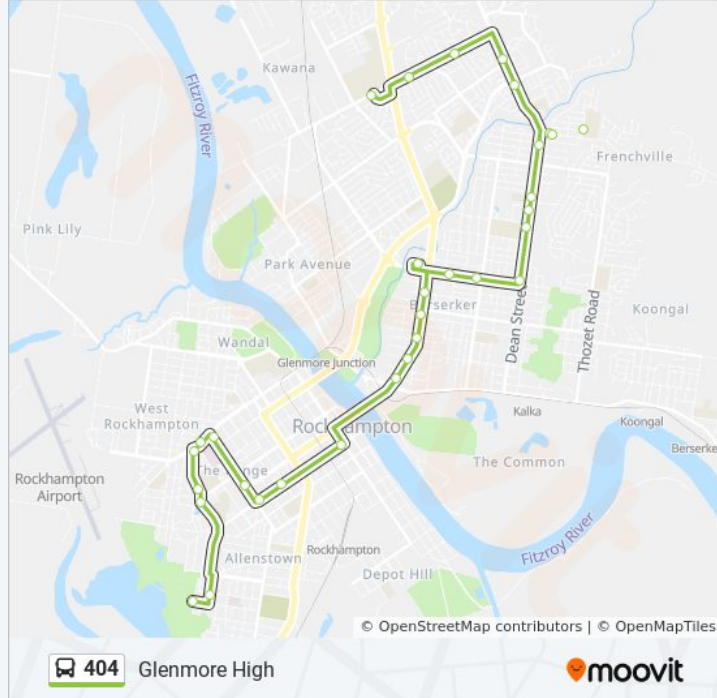 Kawana
Fitzroy River
Frenchville
Pink Lily
Park Avenue
Berserker
Koongal
Dean Street
Thozet Road
Wandal
Glenmore Junction
West
Rockhampton
Kalka
Rockhampton
Koongal
Berserke
The Range
The Common
Rockhampton
Airport
Fitzroy River
Allenstown
Rockhampton
Depot Hill
© OpenStreetMap contributors | © OpenMapTiles
404 Glenmore High
moovit